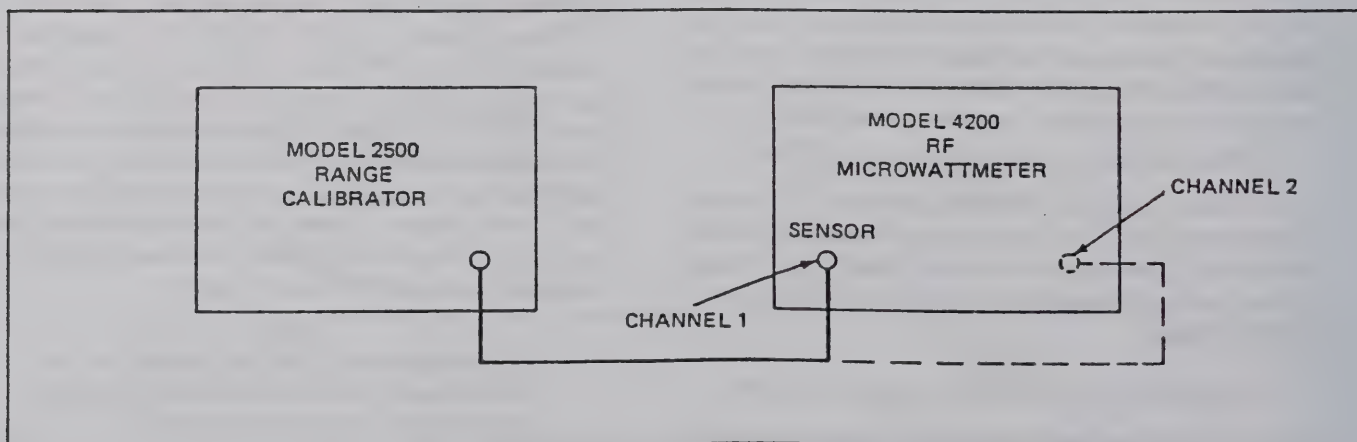 MODEL 2500
RANGE
CALIBRATOR
MODEL 4200
RF
MICROWATTMETER
CHANNEL 2
SENSOR
CHANNEL 1